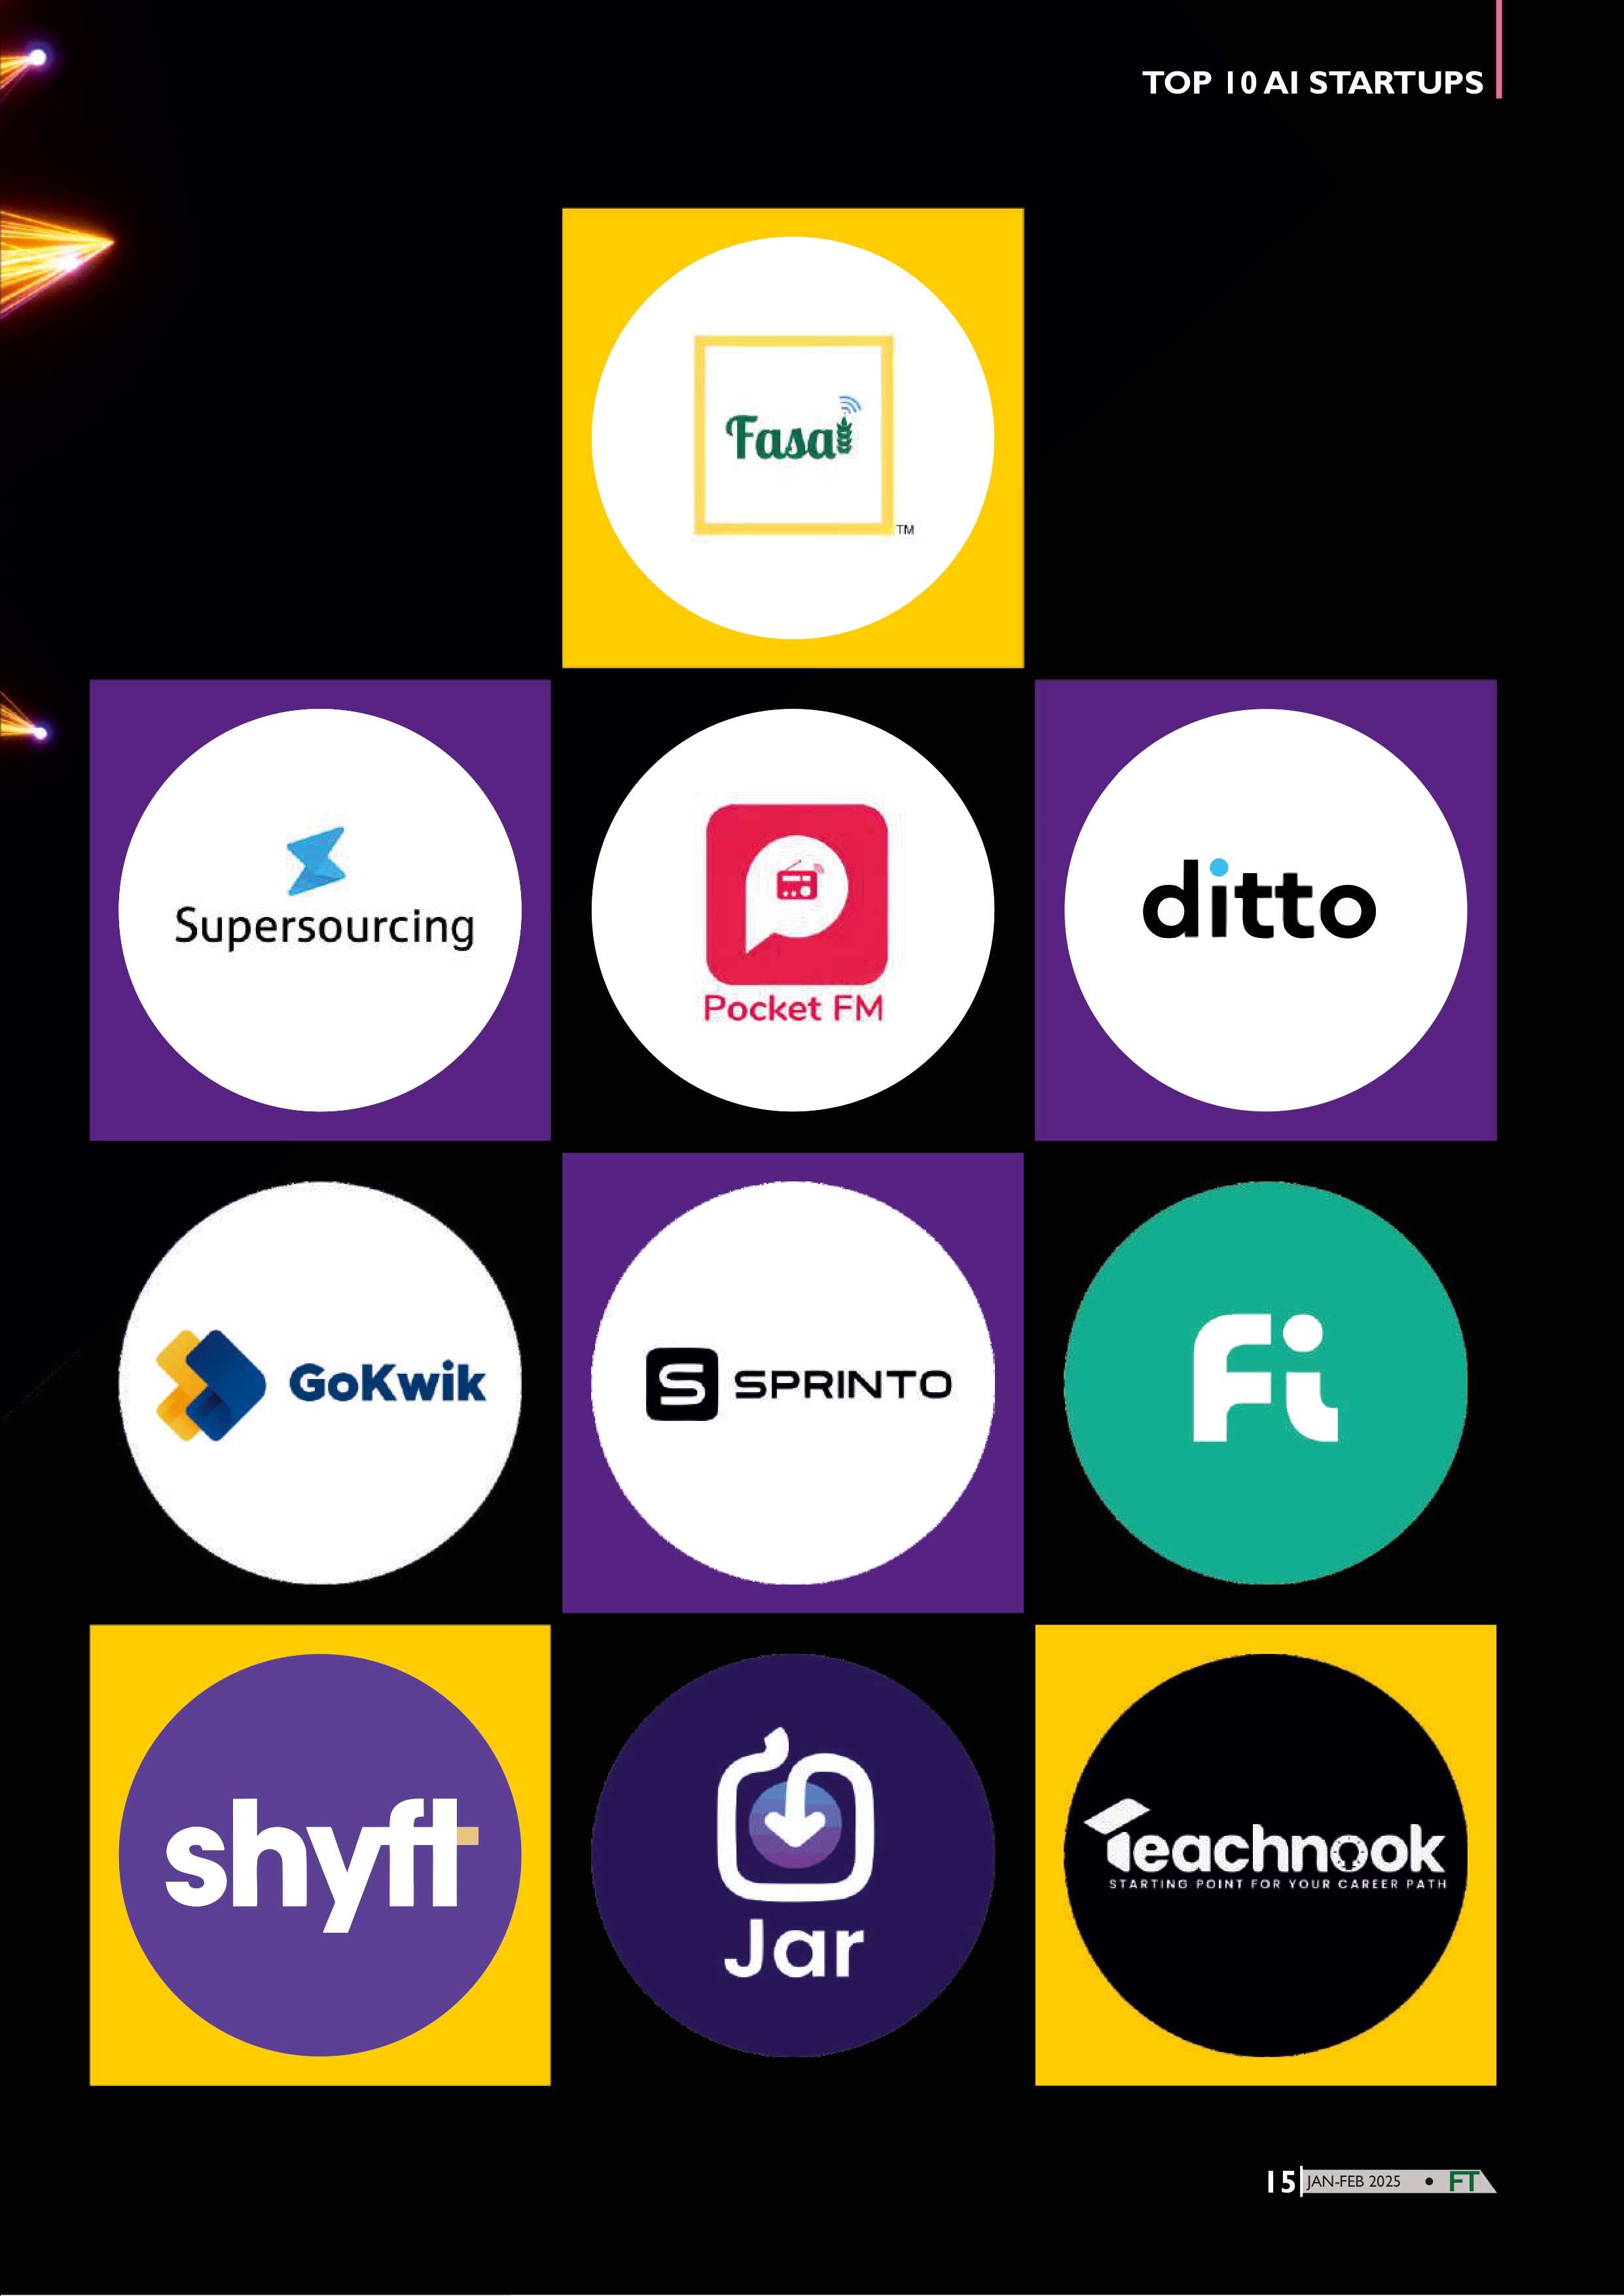 TOP 10 AI STARTUPS
Fasal
TM
Supersourcing
Pocket FM
ditto
GoKwik
S SPRINTO
Fi
shyft
Jar
Teachnook
STARTING POINT FOR YOUR CAREER PATH
15 JAN-FEB 2025 • FT